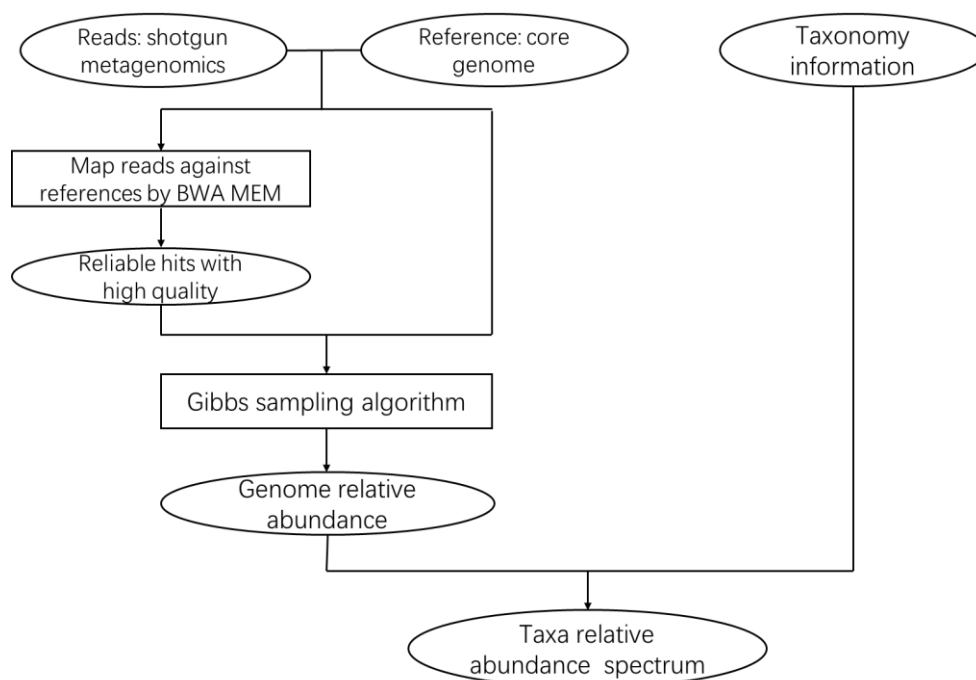 Reads: shotgun
metagenomics
Reference: core
genome
Taxonomy
information
Map reads against
references by BWA MEM
Reliable hits with
high quality
Gibbs sampling algorithm
Genome relative
abundance
Taxa relative
abundance spectrum